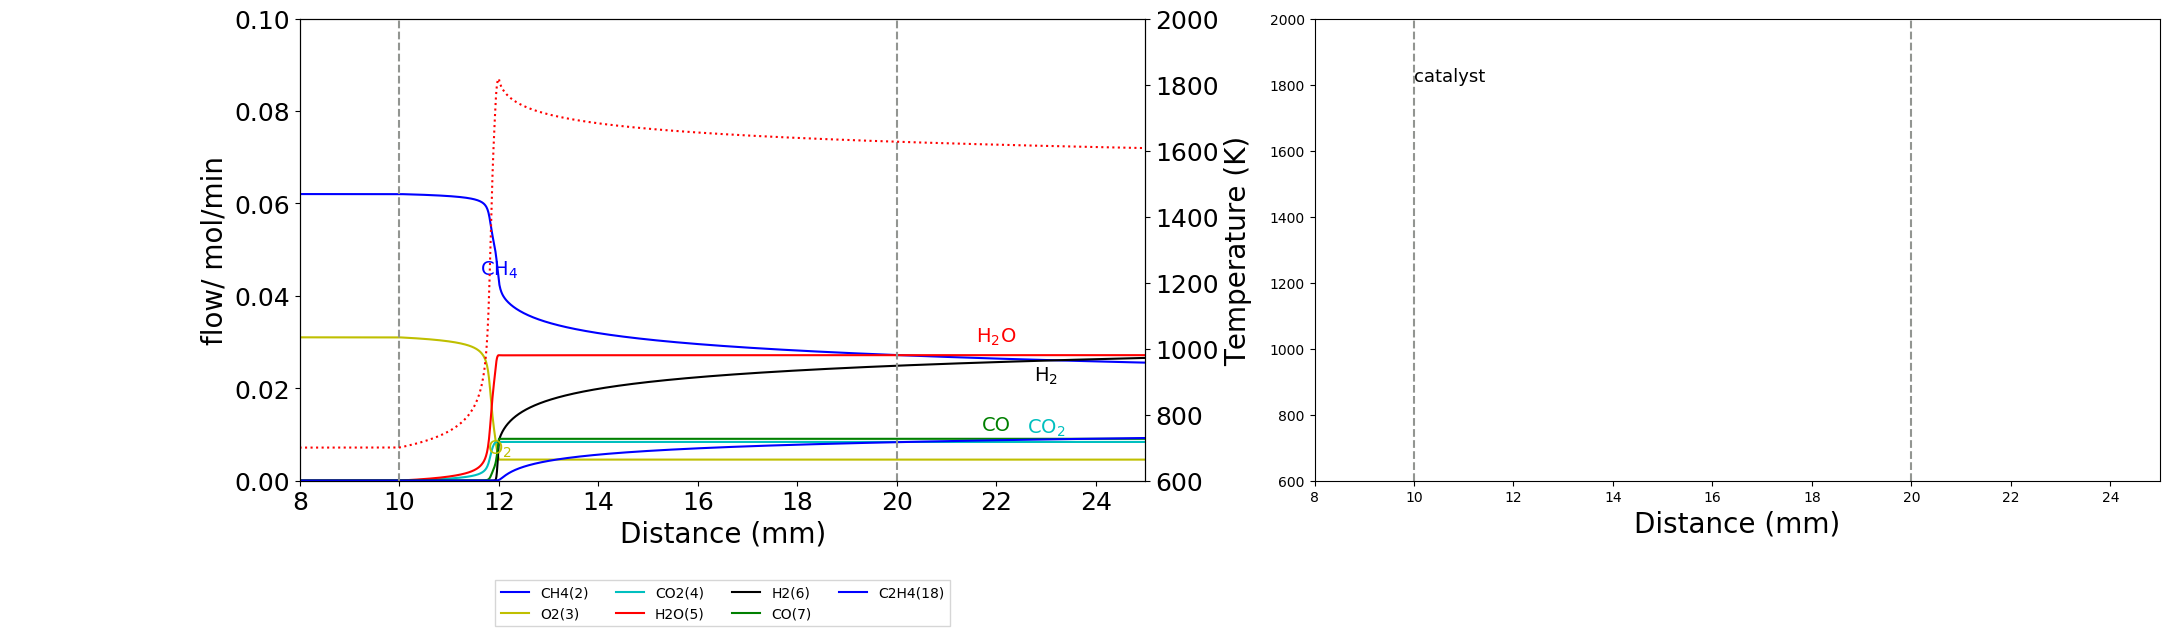 0.10
0.08
0.06
0.04
0.02
0.00
flow/ mol/min
8 10 12 14 16 18 20 22 24
Distance (mm)
2000
1800
1600
1400
1200
1000
800
600
Temperature (K)
CH₄
O₂
H₂O
H₂
CO
CO₂
CH4(2) CO2(4) H2(6) C2H4(18)
O2(3) H2O(5) CO(7)
2000
1800
1600
1400
1200
1000
800
600
catalyst
8 10 12 14 16 18 20 22 24
Distance (mm)